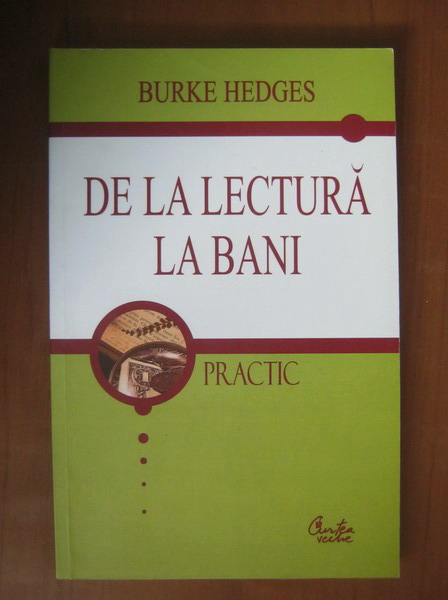 BURKE HEDGES
DE LA LECTURĂ
LA BANI
PRACTIC
Curtea
veche